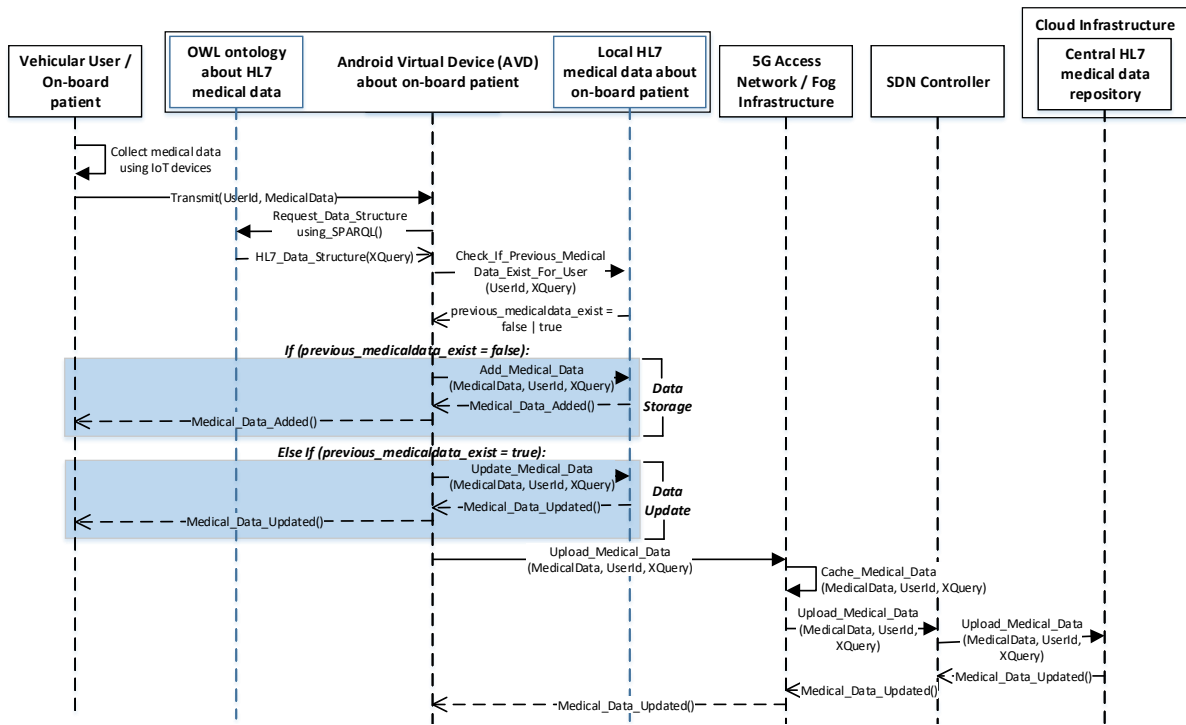 Cloud Infrastructure
Vehicular User /
On-board
patient
OWL ontology
about HL7
medical data
Android Virtual Device (AVD)
about on-board patient
Local HL7
medical data about
on-board patient
5G Access
Network / Fog
Infrastructure
SDN Controller
Central HL7
medical data
repository
Collect medical data
using IoT devices
Transmit(UserId, MedicalData)
Request_Data_Structure
using_SPARQL()
HL7_Data_Structure(XQuery)
Check_If_Previous_Medical
Data_Exist_For_User
(UserId, XQuery)
previous_medicaldata_exist =
false | true
If (previous_medicaldata_exist = false):
Add_Medical_Data
(MedicalData, UserId, XQuery)
Medical_Data_Added()
Medical_Data_Added()
Data
Storage
Else If (previous_medicaldata_exist = true):
Update_Medical_Data
(MedicalData, UserId, XQuery)
Medical_Data_Updated()
Medical_Data_Updated()
Data
Update
Upload_Medical_Data
(MedicalData, UserId, XQuery)
Cache_Medical_Data
(MedicalData, UserId, XQuery)
Upload_Medical_Data
(MedicalData, UserId,
XQuery)
Upload_Medical_Data
(MedicalData, UserId,
XQuery)
Medical_Data_Updated()
Medical_Data_Updated()
Medical_Data_Updated()